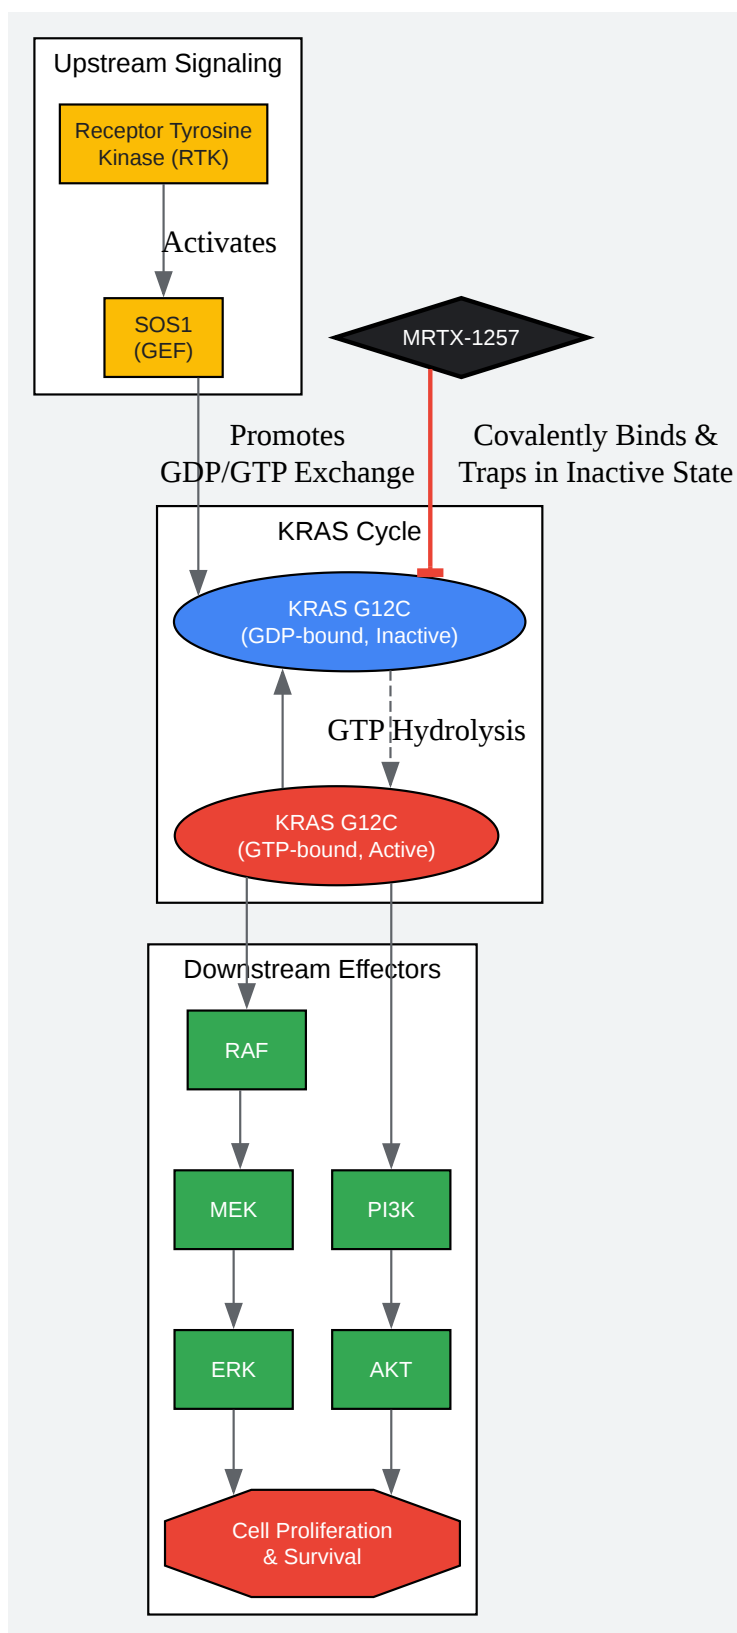 Upstream Signaling
Receptor Tyrosine
Kinase (RTK)
Activates
SOS1
(GEF)
MRTX-1257
Promotes
GDP/GTP Exchange
Covalently Binds &
Traps in Inactive State
KRAS Cycle
KRAS G12C
(GDP-bound, Inactive)
GTP Hydrolysis
KRAS G12C
(GTP-bound, Active)
Downstream Effectors
RAF
MEK
PI3K
ERK
AKT
Cell Proliferation
& Survival